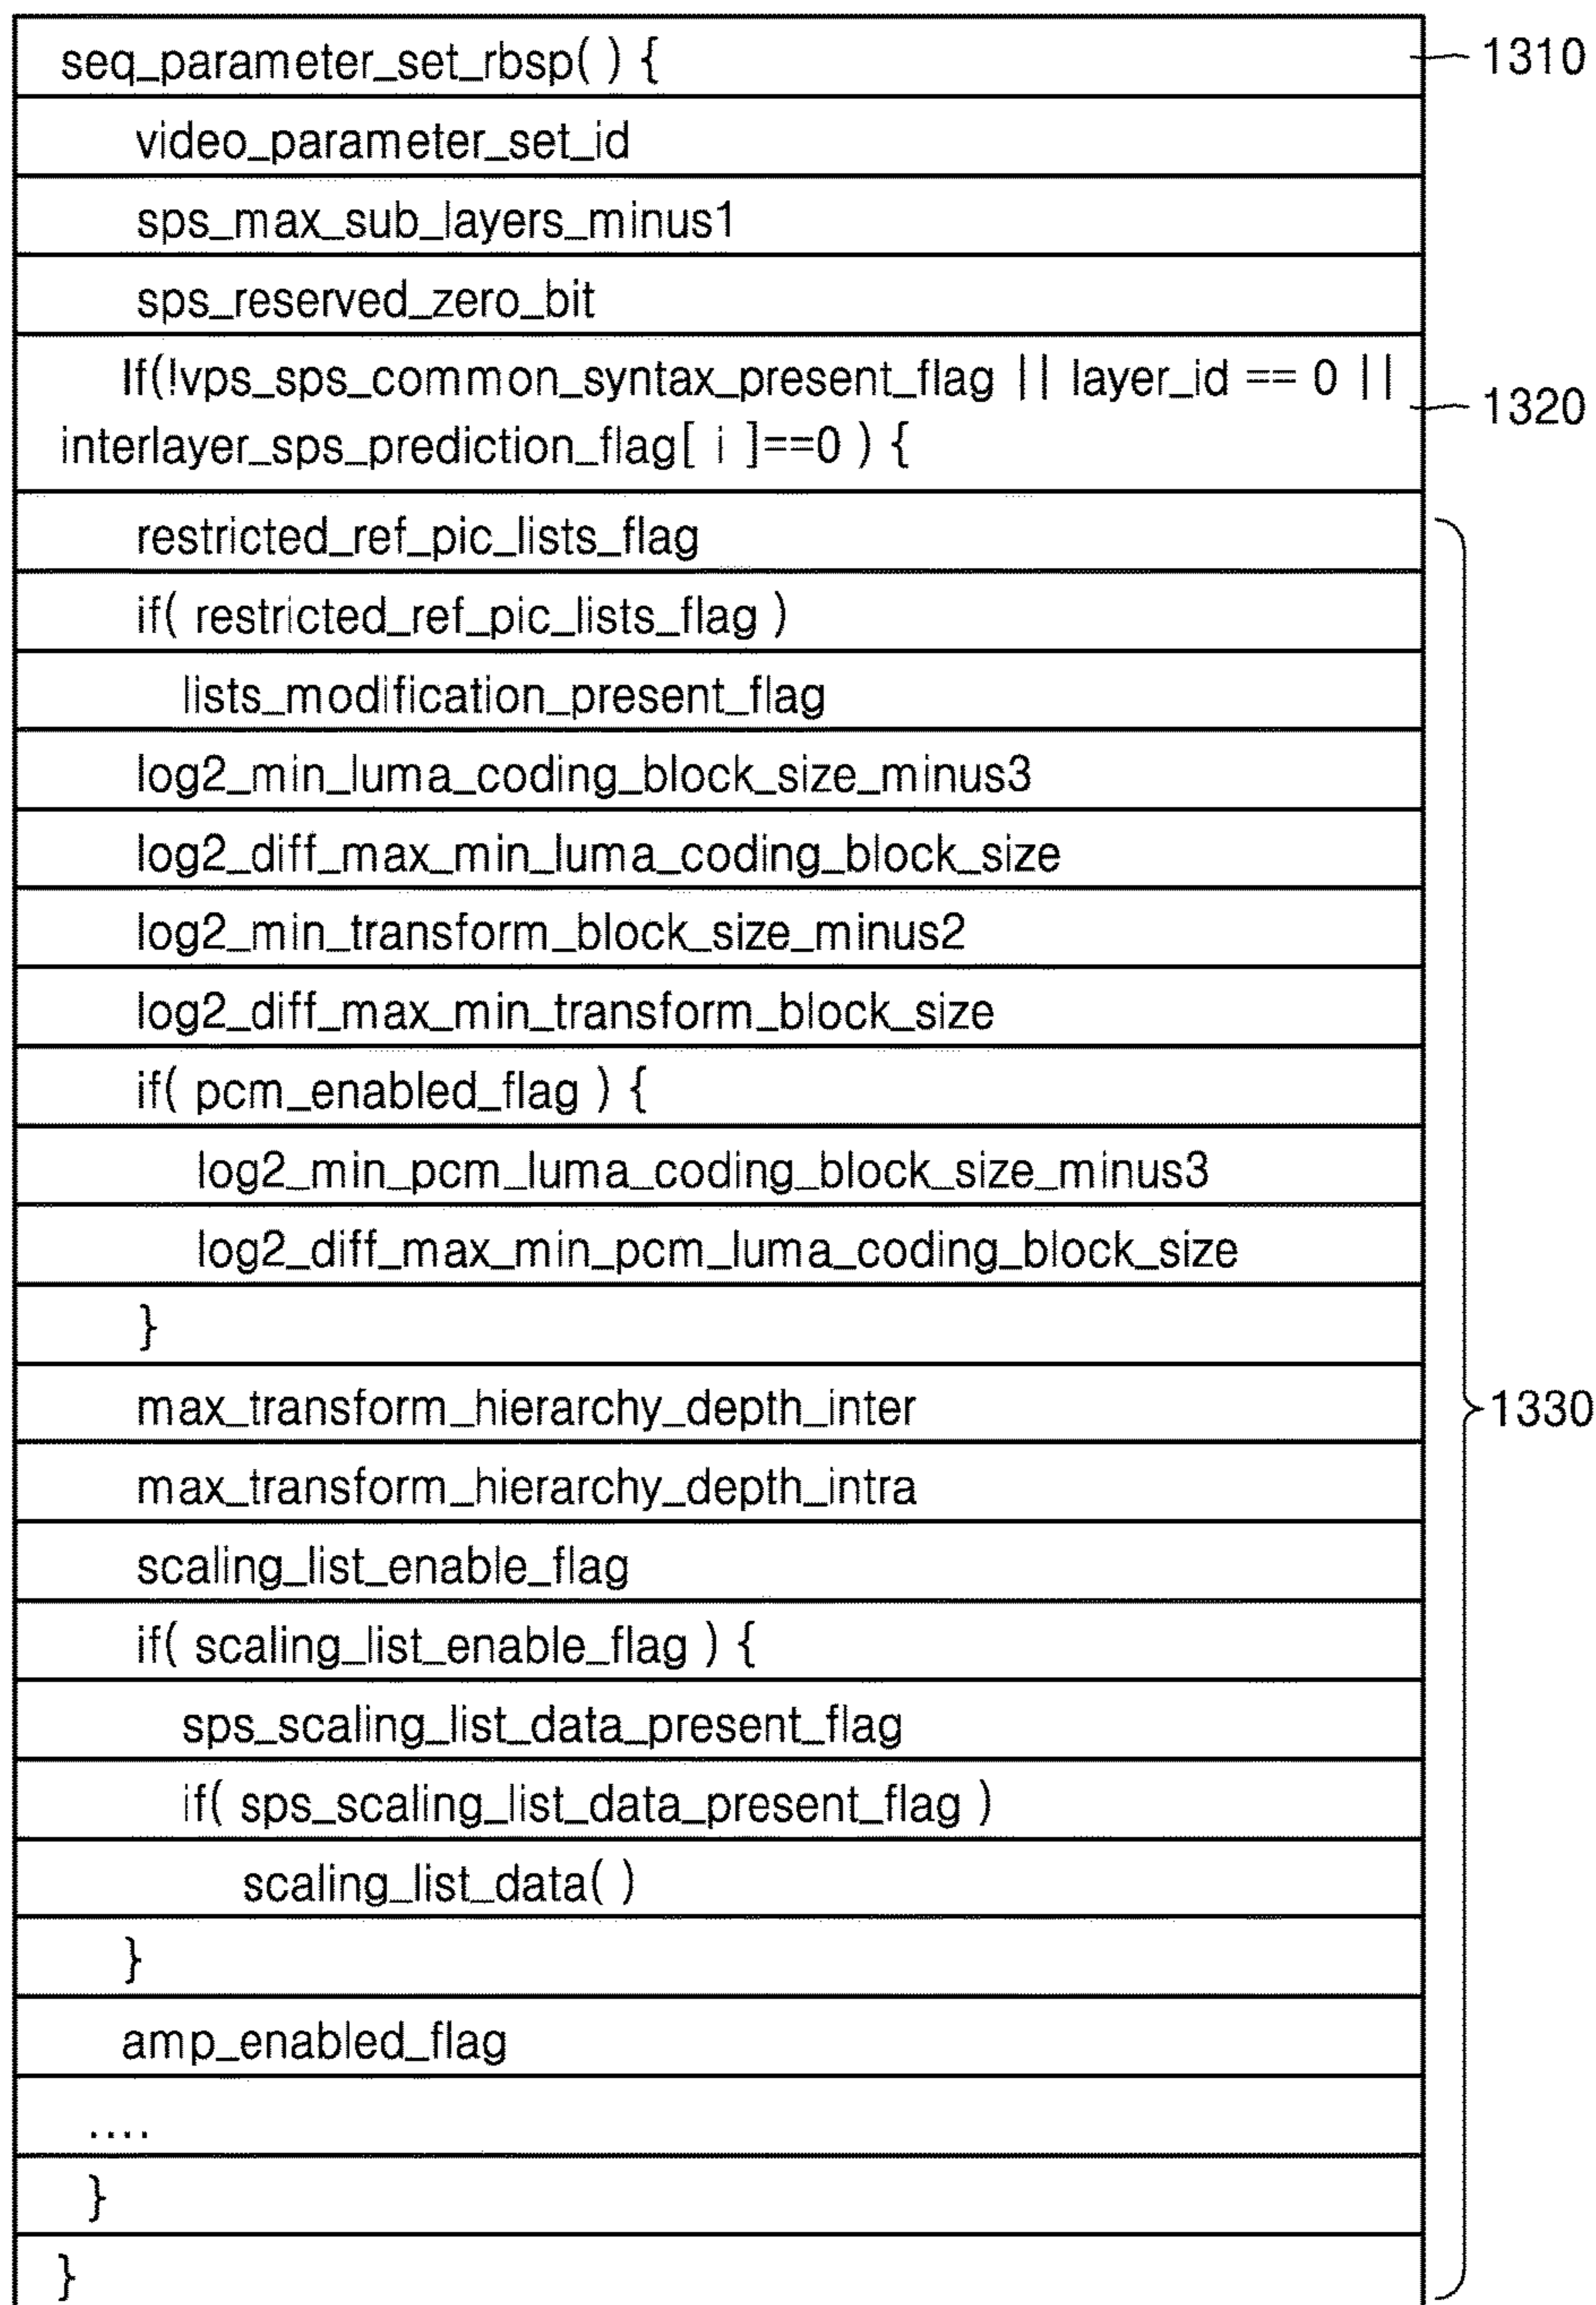 seq_parameter_set_rbsp( ) {
1310
video_parameter_set_id
sps_max_sub_layers_minus1
sps_reserved_zero_bit
If(!vps_sps_common_syntax_present_flag || layer_id == 0 ||
interlayer_sps_prediction_flag[ i ]==0 ) {
1320
restricted_ref_pic_lists_flag
if( restricted_ref_pic_lists_flag )
lists_modification_present_flag
log2_min_luma_coding_block_size_minus3
log2_diff_max_min_luma_coding_block_size
log2_min_transform_block_size_minus2
log2_diff_max_min_transform_block_size
if( pcm_enabled_flag ) {
log2_min_pcm_luma_coding_block_size_minus3
log2_diff_max_min_pcm_luma_coding_block_size
}
max_transform_hierarchy_depth_inter
1330
max_transform_hierarchy_depth_intra
scaling_list_enable_flag
if( scaling_list_enable_flag ) {
sps_scaling_list_data_present_flag
if( sps_scaling_list_data_present_flag )
scaling_list_data( )
}
amp_enabled_flag
....
}
}